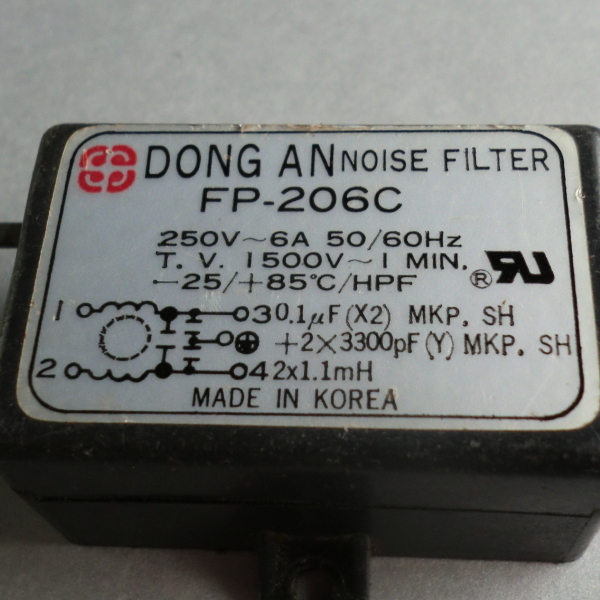 DONG AN NOISE FILTER
FP-206C
250V~6A 50/60Hz
T. V. 1500V~1 MIN.
-25/+85°C/HPF
® RU
1 3 0.1µF (X2) MKP. SH
+2×3300pF (Y) MKP. SH
2 4 2x1.1mH
MADE IN KOREA